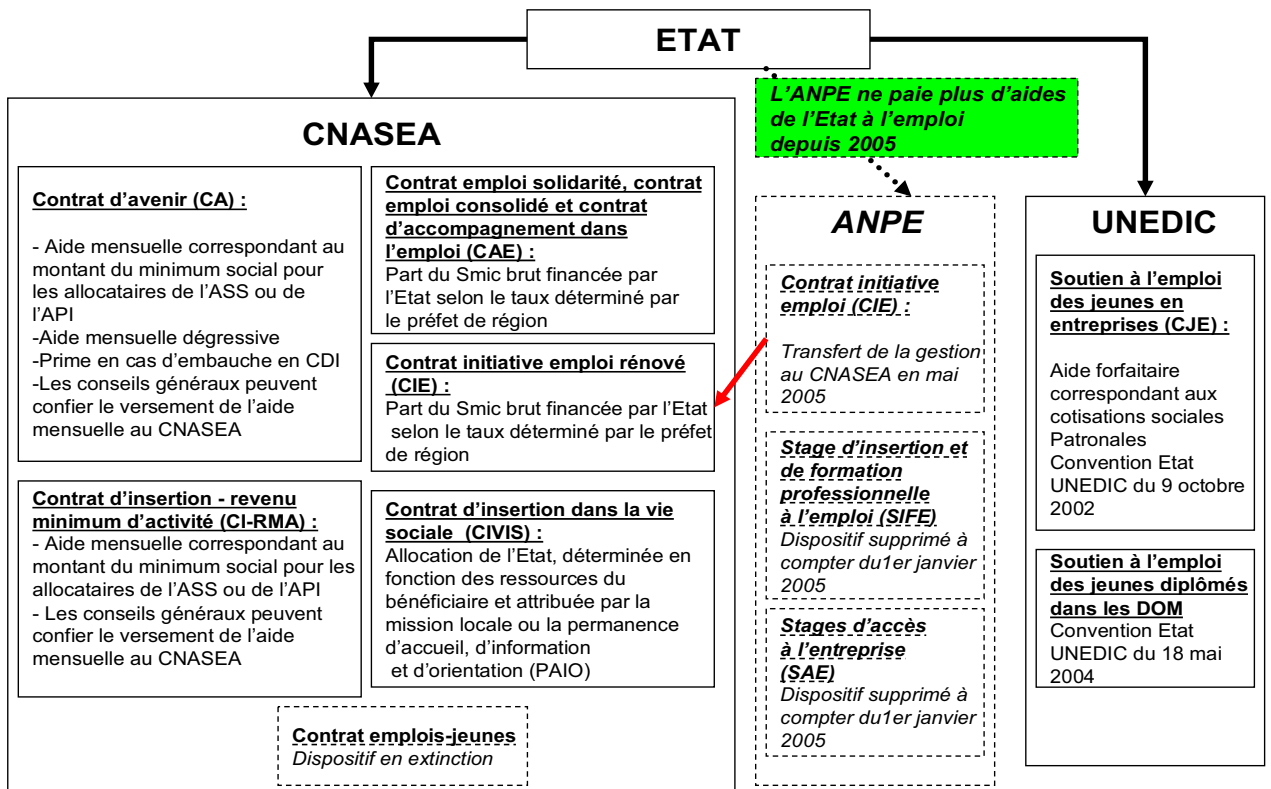 ETAT
L'ANPE ne paie plus d'aides
de l'Etat à l'emploi
depuis 2005
CNASEA
Contrat d'avenir (CA) :
- Aide mensuelle correspondant au
montant du minimum social pour
les allocataires de l'ASS ou de
l'API
- Aide mensuelle dégressive
- Prime en cas d'embauche en CDI
-Les conseils généraux peuvent
confier le versement de l'aide
mensuelle au CNASEA
Contrat d'insertion - revenu
minimum d'activité (CI-RMA) :
- Aide mensuelle correspondant au
montant du minimum social pour les
allocataires de l'ASS ou de l'API
- Les conseils généraux peuvent
confier le versement de l'aide
mensuelle au CNASEA
Contrat emploi solidarité, contrat
emploi consolidé et contrat
d'accompagnement dans
l'emploi (CAE) :
Part du Smic brut financée par
l'Etat selon le taux déterminé par
le préfet de région
Contrat initiative emploi rénové
(CIE) :
Part du Smic brut financée par l'Etat
selon le taux déterminé par le préfet
de région
Contrat d'insertion dans la vie
sociale (CIVIS) :
Allocation de l'Etat, déterminée en
fonction des ressources du
bénéficiaire et attribuée par la
mission locale ou la permanence
d'accueil, d'information
et d'orientation (PAIO)
Contrat emplois-jeunes
Dispositif en extinction
ANPE
Contrat initiative
emploi (CIE) :
Transfert de la gestion
au CNASEA en mai
2005
Stage d'insertion et
de formation
professionnelle
à l'emploi (SIFE)
Dispositif supprimé à
compter du1er janvier
2005
Stages d'accès
à l'entreprise
(SAE)
Dispositif supprimé à
compter du1er janvier
2005
UNEDIC
Soutien à l'emploi
des jeunes en
entreprises (CJE) :
Aide forfaitaire
correspondant aux
cotisations sociales
Patronales
Convention Etat
UNEDIC du 9 octobre
2002
Soutien à l'emploi
des jeunes diplômés
dans les DOM
Convention Etat
UNEDIC du 18 mai
2004